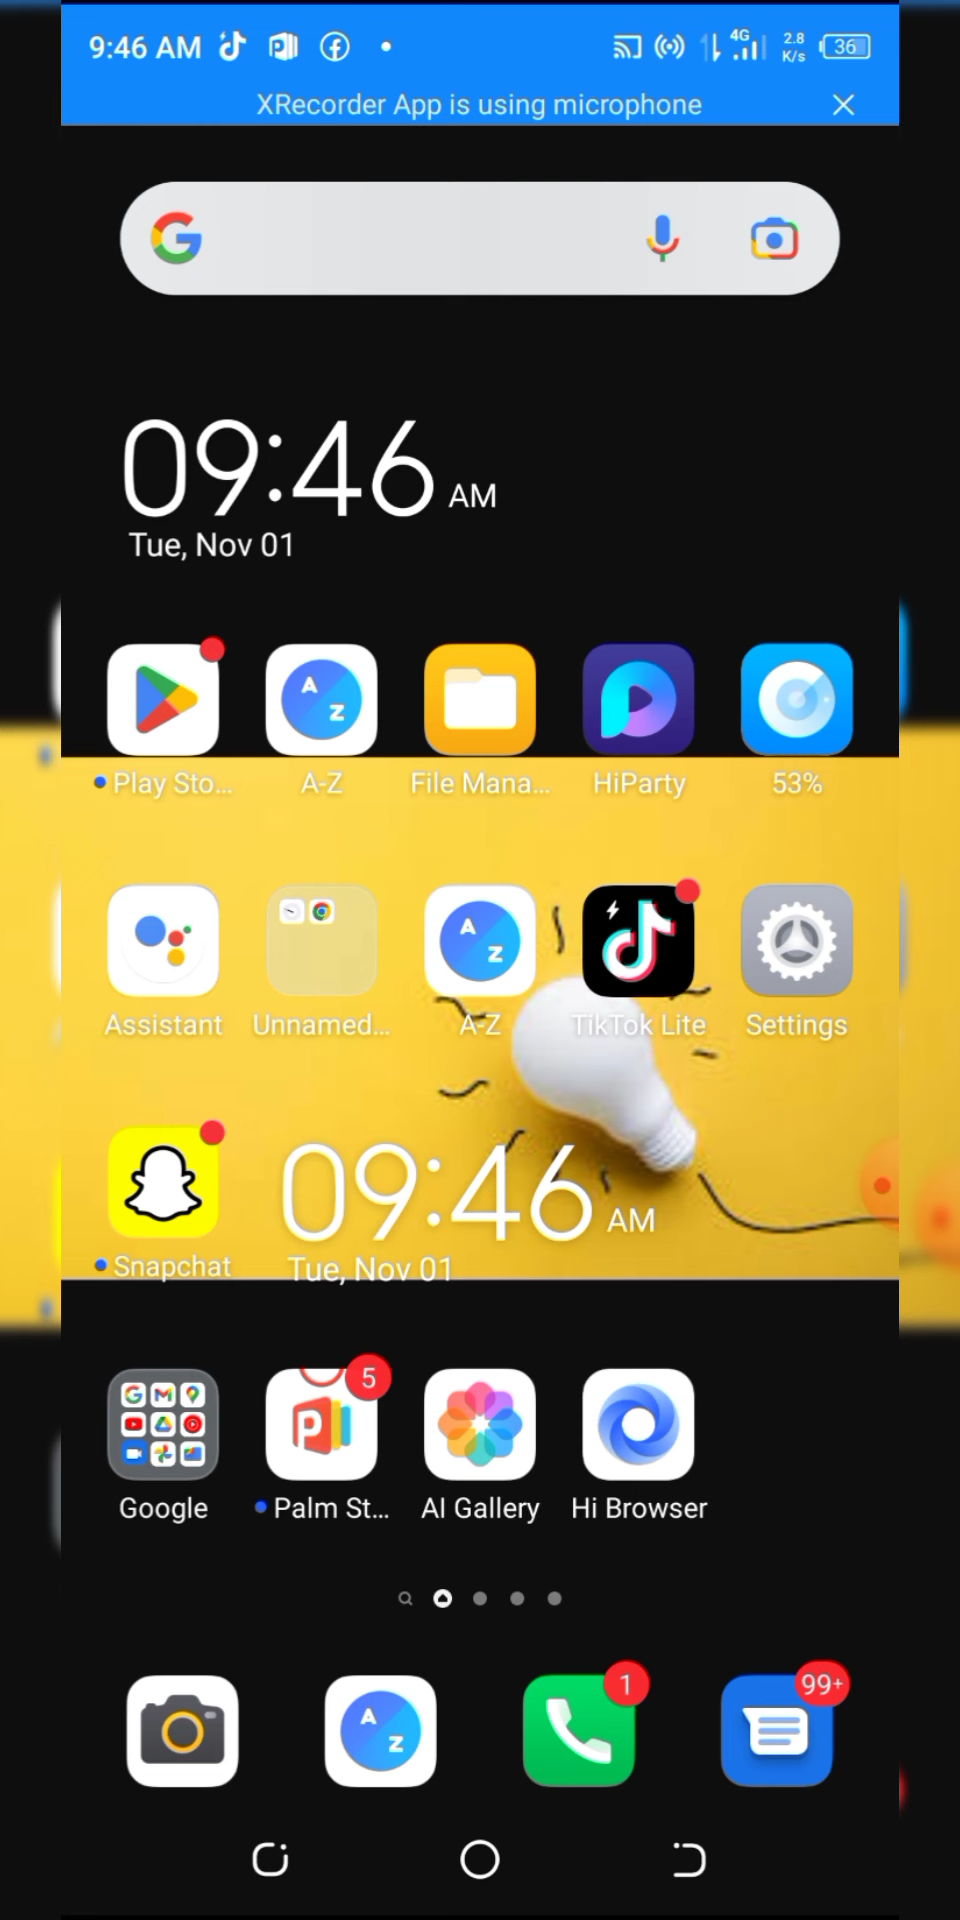 9:46 AM 4G 2.8 K/s 36
XRecorder App is using microphone
09:46 AM
Tue, Nov 01
Play Sto... A-Z File Mana... HiParty 53%
Assistant Unnamed... A-Z TikTok Lite Settings
09:46 AM
Snapchat Tue, Nov 01
5
Google Palm St... AI Gallery Hi Browser
1 99+